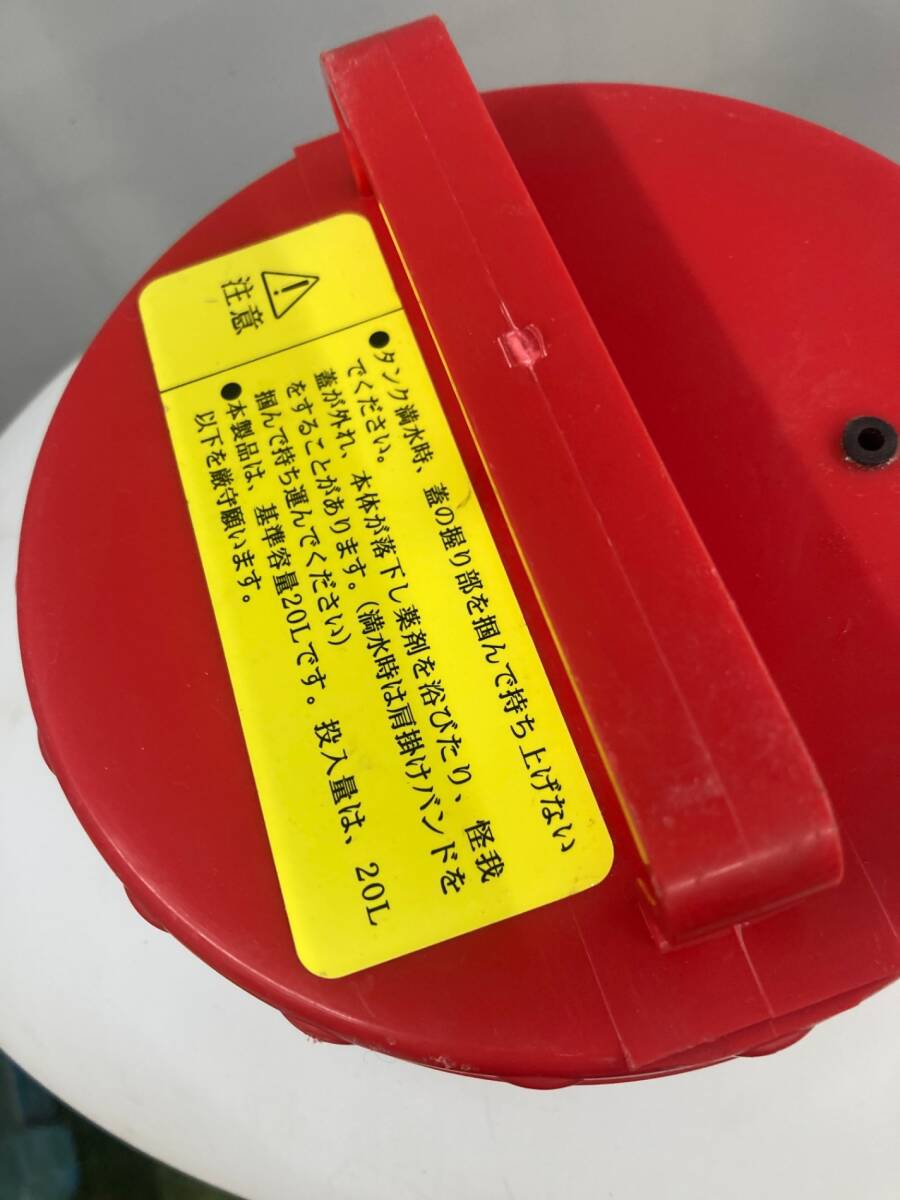 注意
●タンク満水時、蓋の握り部を掴んで持ち上げない
でください。
蓋が外れ、本体が落下し薬剤を浴びたり、怪我
をすることがあります。(満水時は肩掛けバンドを
掴んで持ち運んでください)
●本製品は、基準容量20Lです。投入量は、20L
以下を厳守願います。